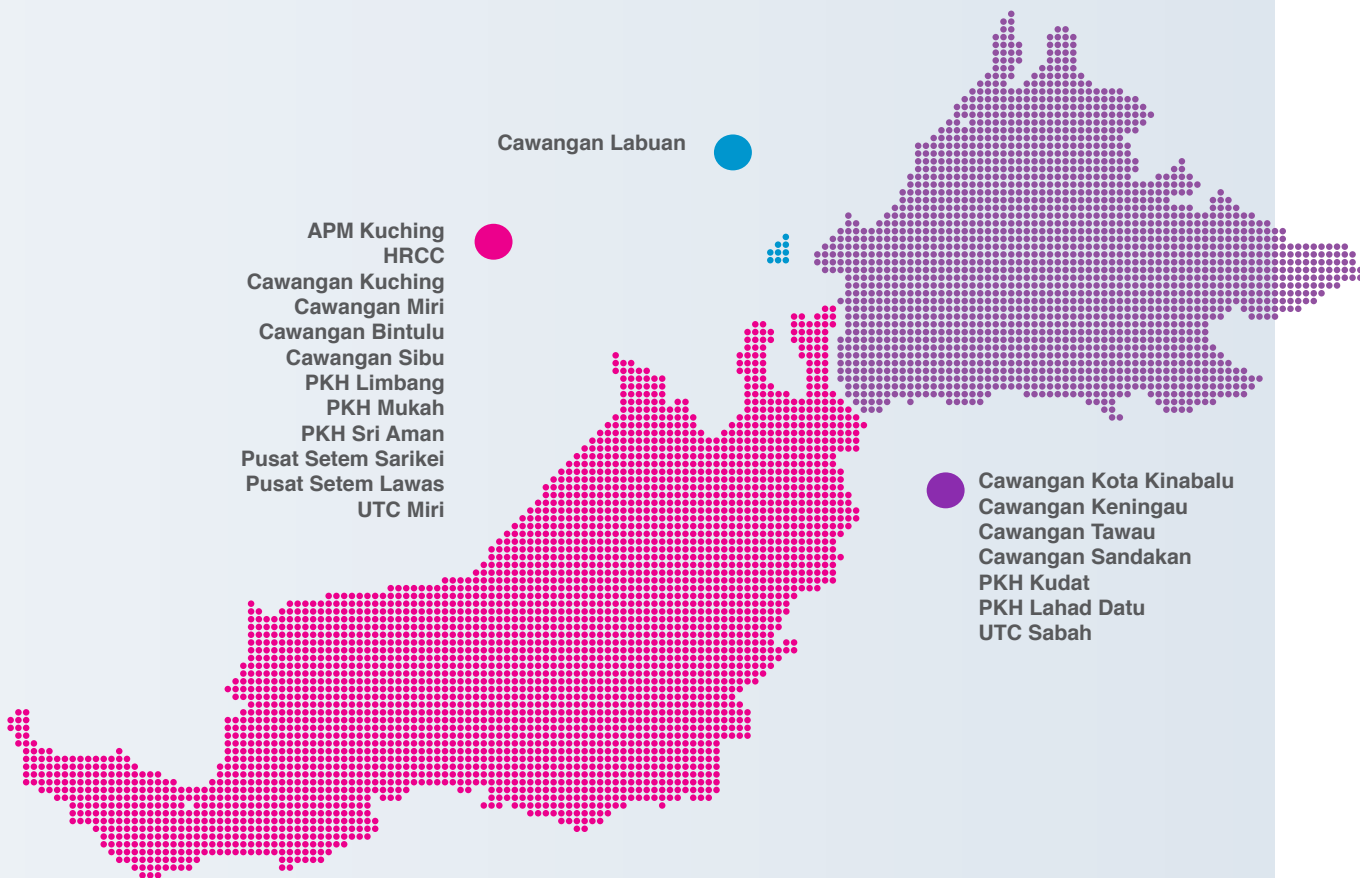 Cawangan Labuan
APM Kuching
HRCC
Cawangan Kuching
Cawangan Miri
Cawangan Bintulu
Cawangan Sibu
PKH Limbang
PKH Mukah
PKH Sri Aman
Pusat Setem Sarikei
Pusat Setem Lawas
UTC Miri
Cawangan Kota Kinabalu
Cawangan Keningau
Cawangan Tawau
Cawangan Sandakan
PKH Kudat
PKH Lahad Datu
UTC Sabah